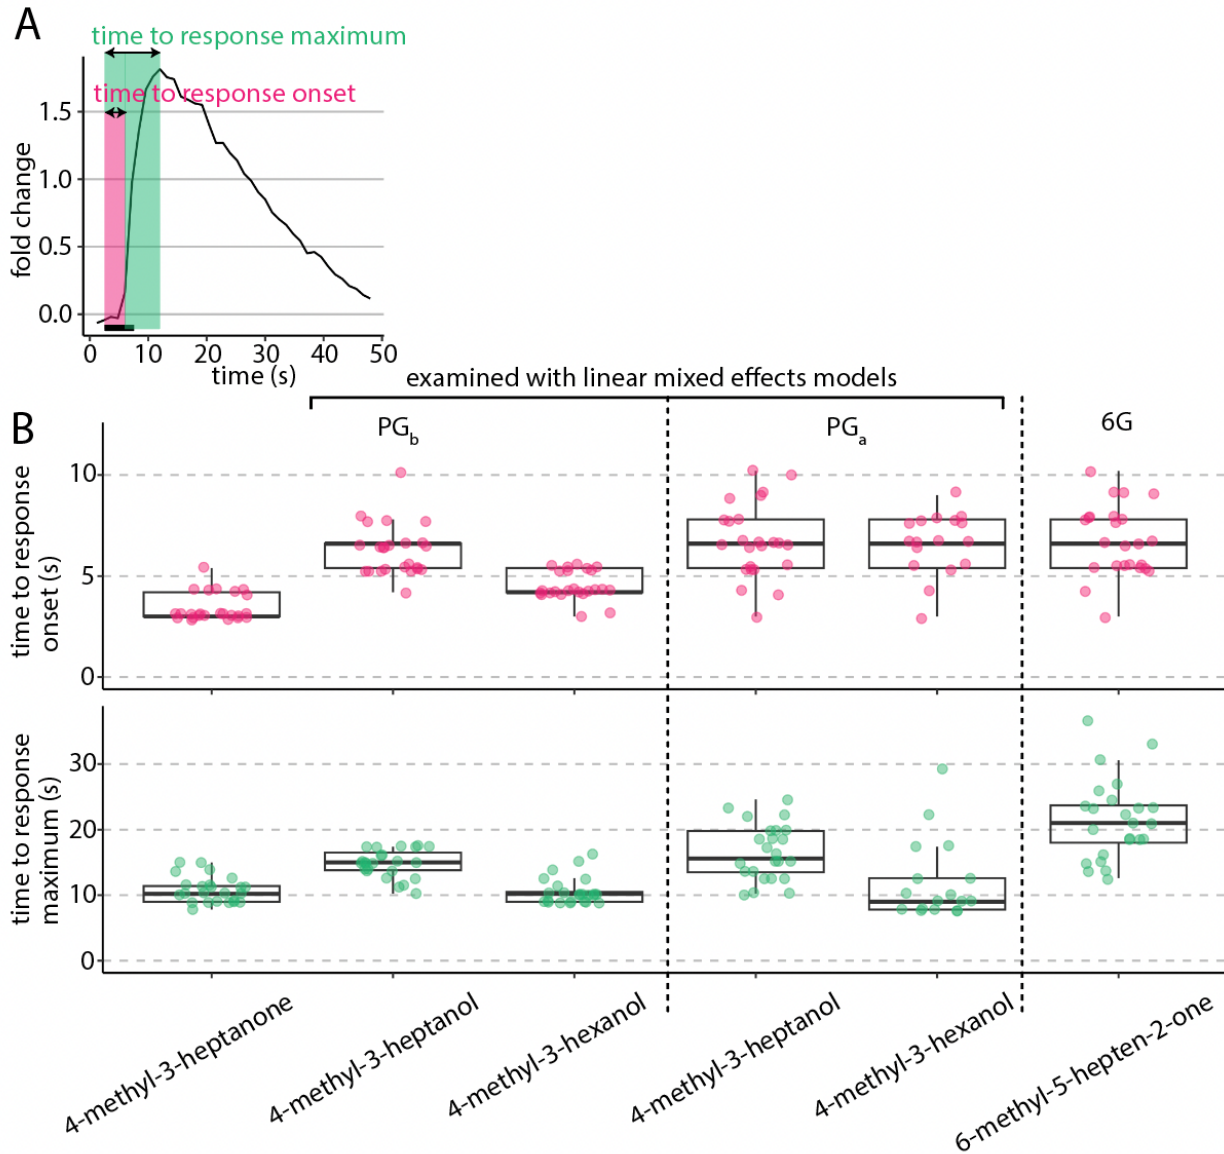 A
time to response maximum
time to response onset
fold change
1.5
1.0
0.5
0.0
0 10 20 30 40 50
time (s)
examined with linear mixed effects models
B
PGb
PGa
6G
time to response
onset (s)
10
5
0
time to response
maximum (s)
30
20
10
0
4-methyl-3-heptanone
4-methyl-3-heptanol
4-methyl-3-hexanol
4-methyl-3-heptanol
4-methyl-3-hexanol
6-methyl-5-hepten-2-one